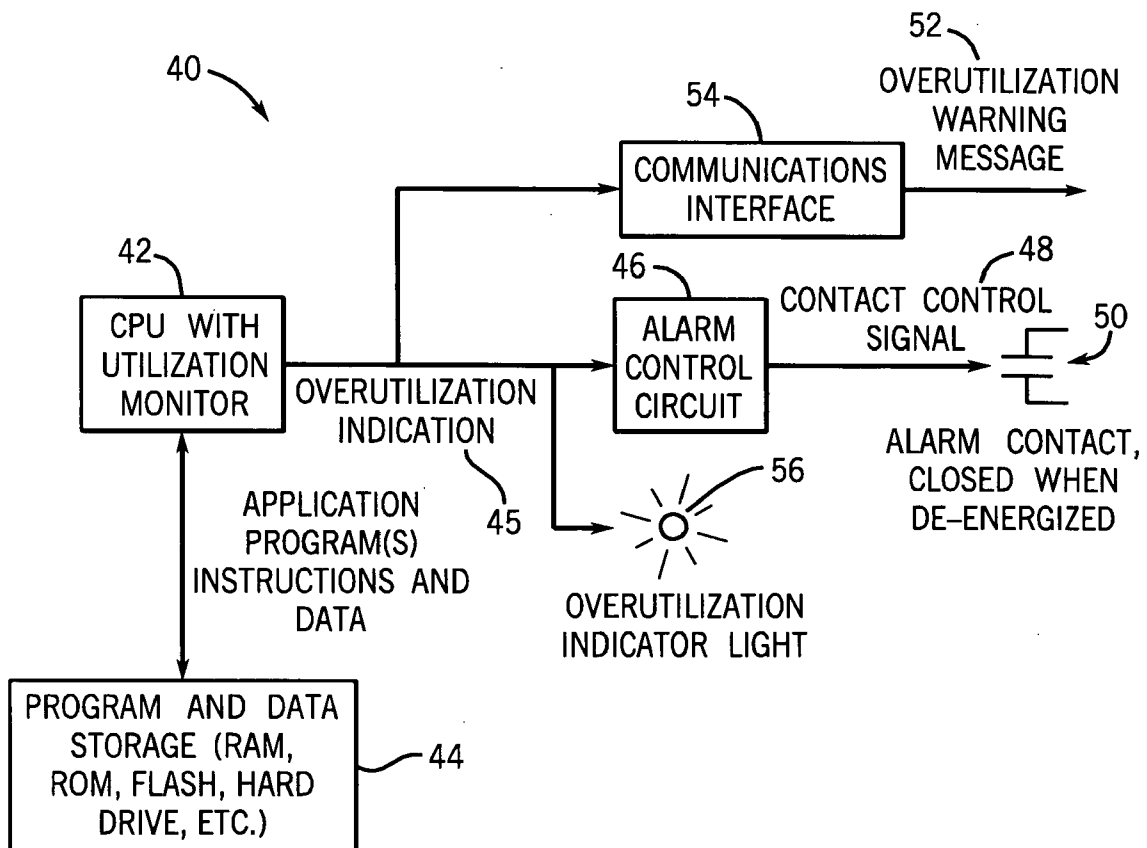 52
40
OVERUTILIZATION
WARNING
MESSAGE
54
COMMUNICATIONS
INTERFACE
42
CPU WITH
UTILIZATION
MONITOR
OVERUTILIZATION
INDICATION
45
46
ALARM
CONTROL
CIRCUIT
48
CONTACT CONTROL
SIGNAL
50
ALARM CONTACT,
CLOSED WHEN
DE-ENERGIZED
56
OVERUTILIZATION
INDICATOR LIGHT
APPLICATION
PROGRAM(S)
INSTRUCTIONS AND
DATA
PROGRAM AND DATA
STORAGE (RAM,
ROM, FLASH, HARD
DRIVE, ETC.)
44